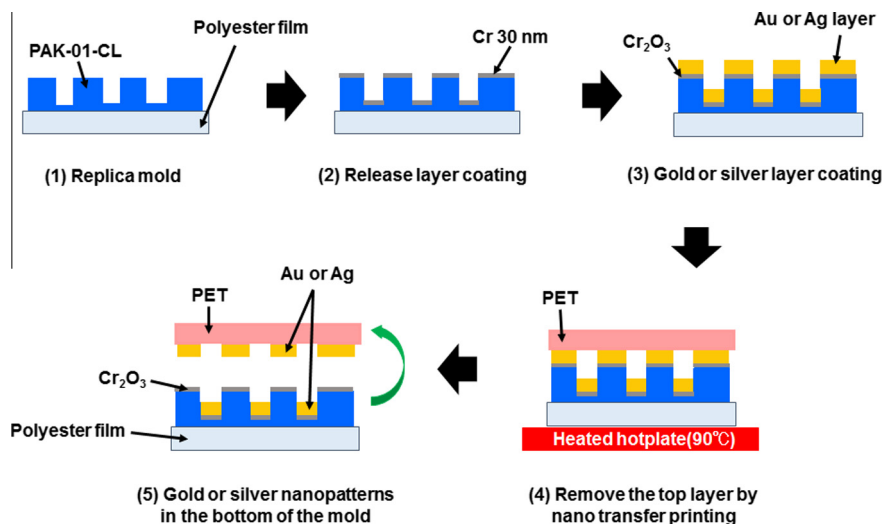 Polyester film
PAK-01-CL
(1) Replica mold
Cr 30 nm
(2) Release layer coating
Au or Ag layer
Cr₂O₃
(3) Gold or silver layer coating
PET
Heated hotplate(90℃)
(4) Remove the top layer by
nano transfer printing
Au or Ag
PET
Cr₂O₃
Polyester film
(5) Gold or silver nanopatterns
in the bottom of the mold